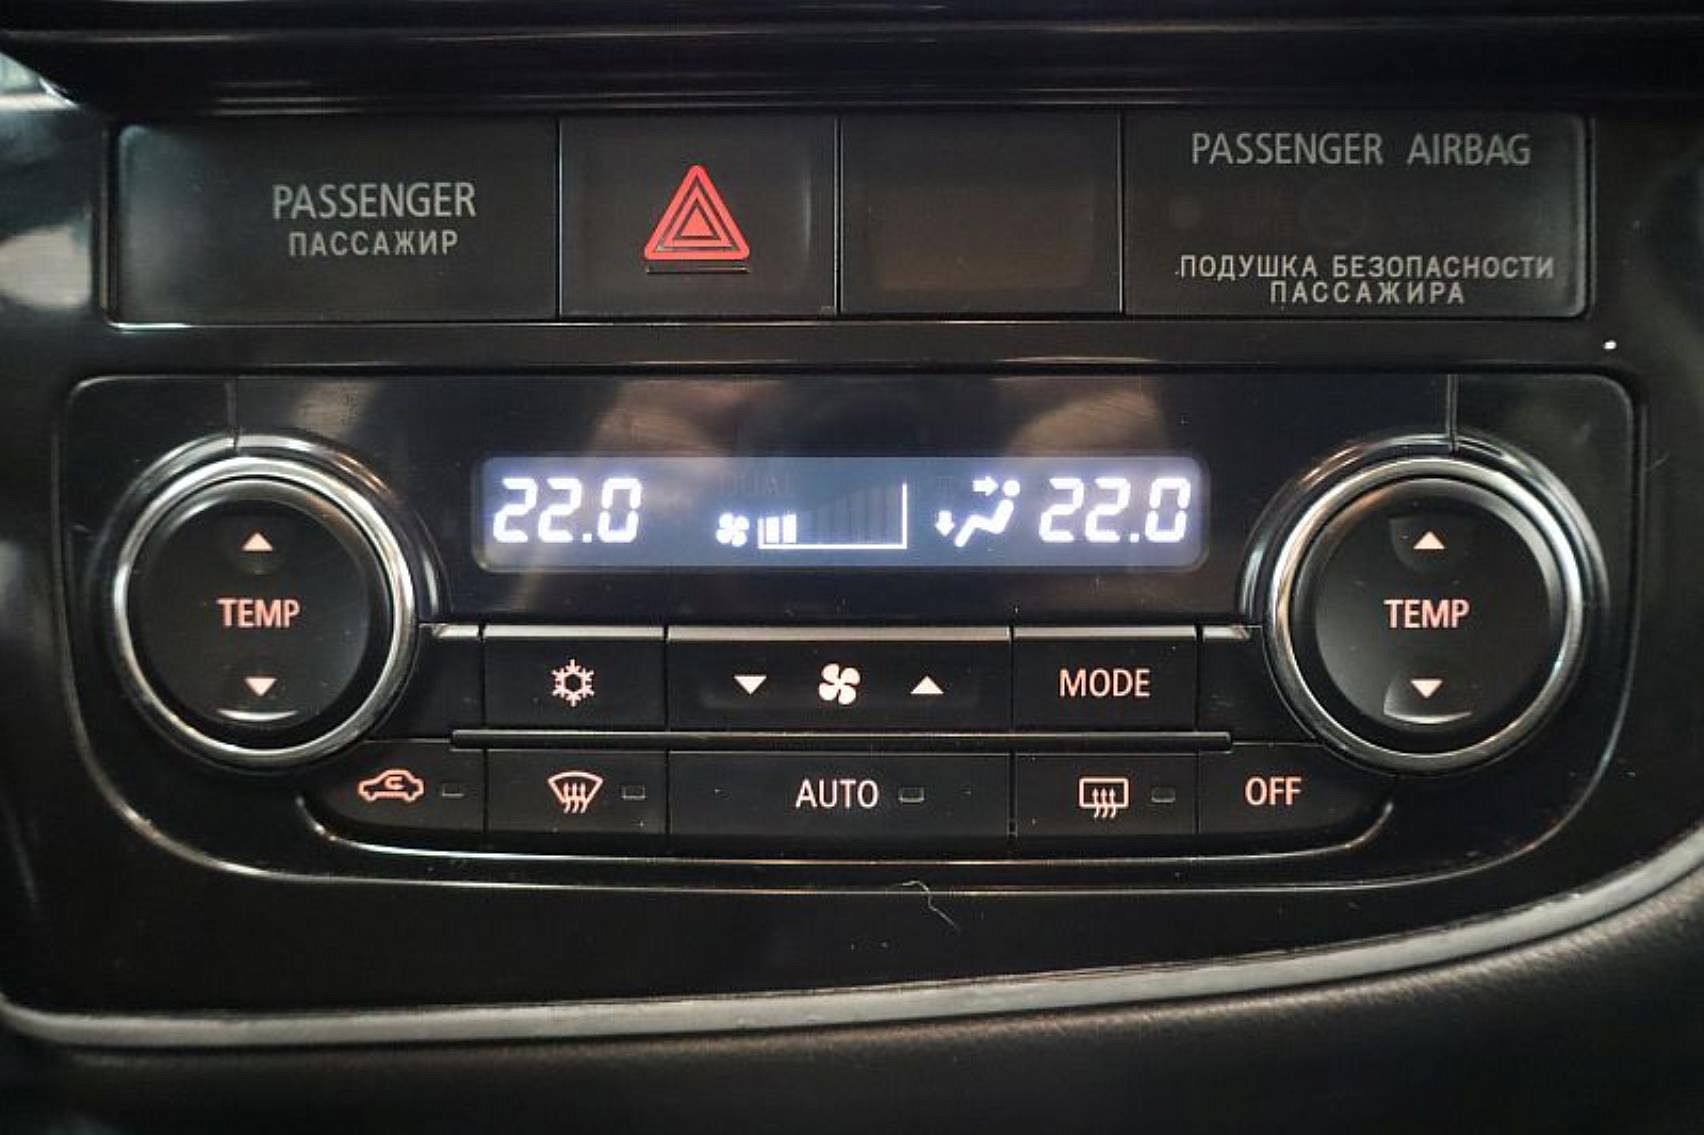 PASSENGER
ПАССАЖИР
PASSENGER AIRBAG
ПОДУШКА БЕЗОПАСНОСТИ
ПАССАЖИРА
22.0 22.0
TEMP
TEMP
MODE
AUTO
OFF